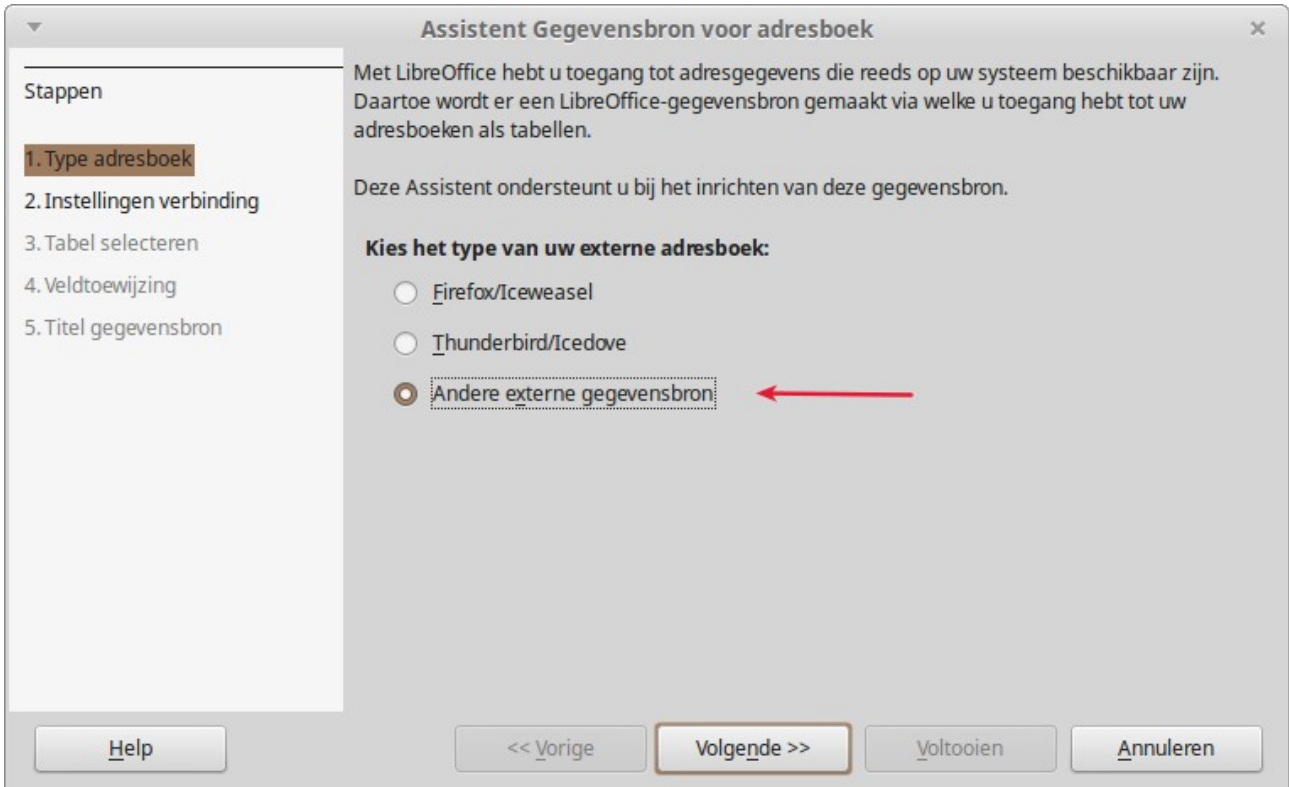 Assistent Gegevensbron voor adresboek
Stappen
1. Type adresboek
2. Instellingen verbinding
3. Tabel selecteren
4. Veldtoewijzing
5. Titel gegevensbron
Met LibreOffice hebt u toegang tot adresgegevens die reeds op uw systeem beschikbaar zijn.
Daartoe wordt er een LibreOffice-gegevensbron gemaakt via welke u toegang hebt tot uw
adresboeken als tabellen.
Deze Assistent ondersteunt u bij het inrichten van deze gegevensbron.
Kies het type van uw externe adresboek:
Firefox/Iceweasel
Thunderbird/Icedove
Andere externe gegevensbron
Help
<< Vorige
Volgende >>
Voltooien
Annuleren